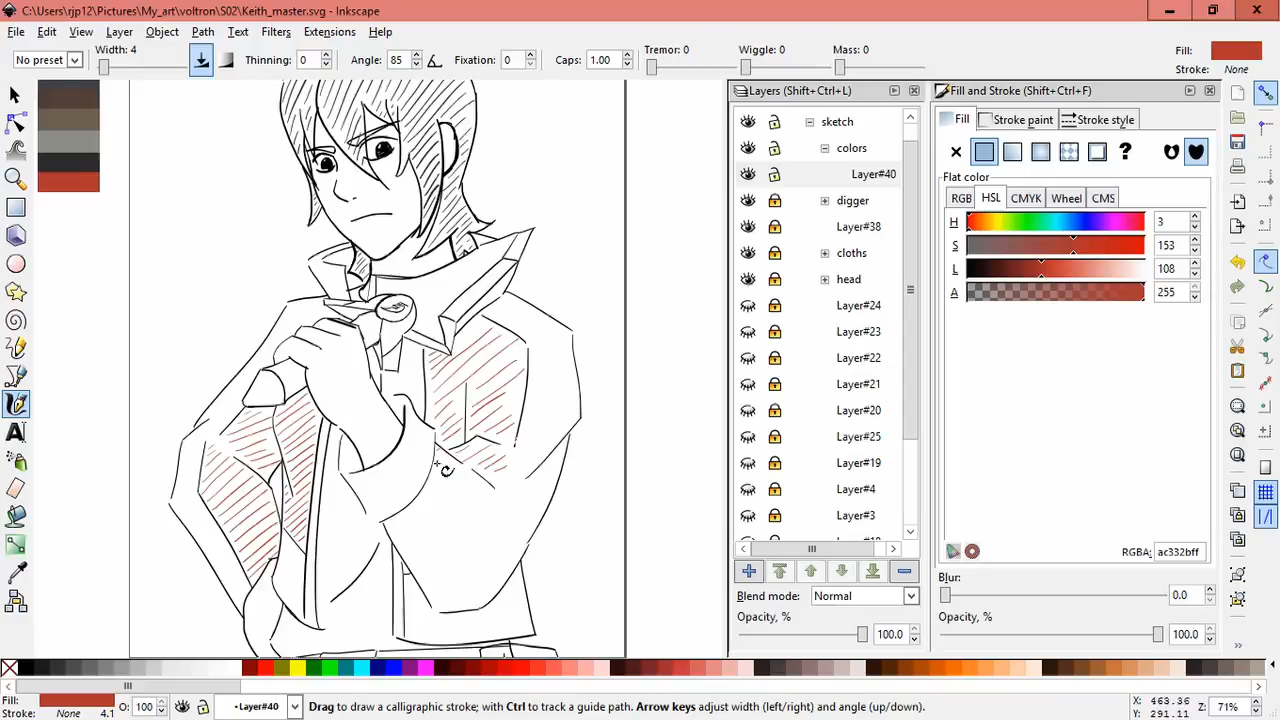 C:\Users\rjp12\Pictures\My_art\voltron\S02\Keith_master.svg - Inkscape
File Edit View Layer Object Path Text Filters Extensions Help
No preset Width: 4 Thinning: 0 Angle: 85 Fixation: 0 Caps: 1.00 Tremor: 0 Wiggle: 0 Mass: 0 Fill:
Stroke: None
Layers (Shift+Ctrl+L) Fill and Stroke (Shift+Ctrl+F)
sketch
colors
Layer#40
digger
Layer#38
cloths
head
Layer#24
Layer#23
Layer#22
Layer#21
Layer#20
Layer#25
Layer#19
Layer#4
Layer#3
Blend mode: Normal
Opacity, % 100.0
Fill Stroke paint Stroke style
Flat color
RGB HSL CMYK Wheel CMS
H 3
S 153
L 108
A 255
RGBA: ac332bff
Blur: 0.0
Opacity, % 100.0
Fill:
Stroke: None 4.1
O: 100
•Layer#40
Drag to draw a calligraphic stroke; with Ctrl to track a guide path. Arrow keys adjust width (left/right) and angle (up/down).
X: 463.36
Y: 291.11
Z: 71%